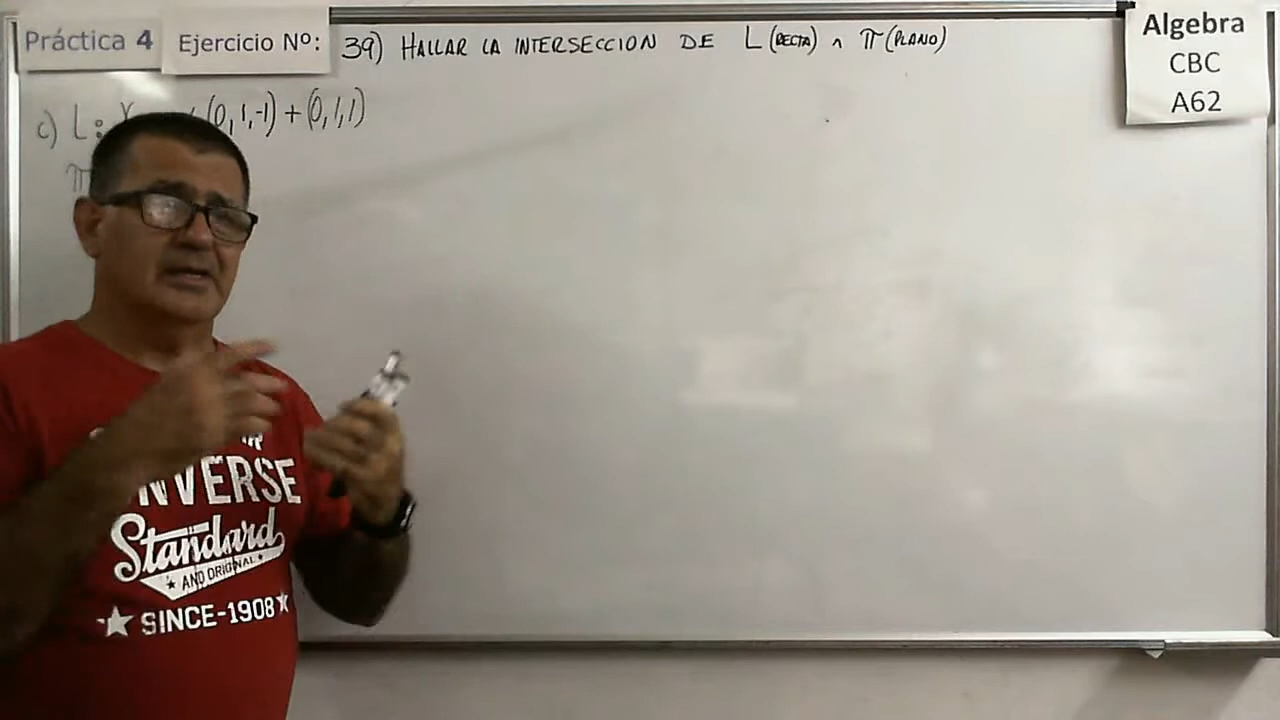 Práctica 4 Ejercicio Nº: 39) HALLAR LA INTERSECCION DE L (RECTA) ∧ π (PLANO)
Algebra
CBC
A62
c) L: (0,1,-1) + (0,1,1)
π
NVERSE
Standard
AND ORIGINAL
SINCE-1908